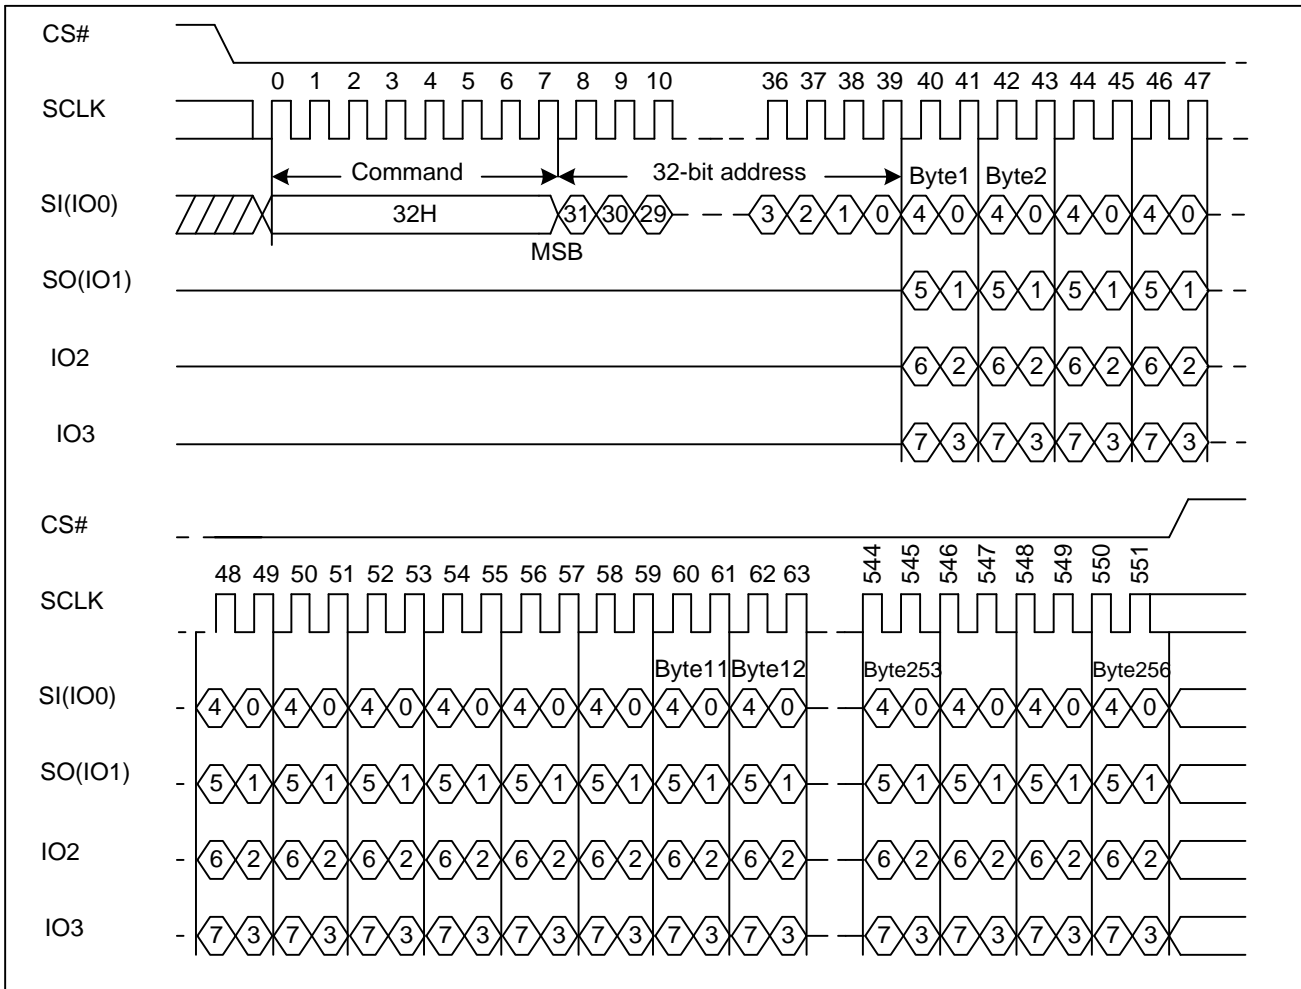 CS#
0 1 2 3 4 5 6 7 8 9 10 36 37 38 39 40 41 42 43 44 45 46 47
SCLK
Command 32-bit address Byte1 Byte2
SI(IO0) 32H 31 30 29 3 2 1 0 4 0 4 0 4 0 4 0
MSB
SO(IO1) 5 1 5 1 5 1 5 1
IO2 6 2 6 2 6 2 6 2
IO3 7 3 7 3 7 3 7 3
CS#
48 49 50 51 52 53 54 55 56 57 58 59 60 61 62 63 544 545 546 547 548 549 550 551
SCLK
Byte11 Byte12 Byte253 Byte256
SI(IO0) 4 0 4 0 4 0 4 0 4 0 4 0 4 0 4 0 4 0 4 0 4 0 4 0
SO(IO1) 5 1 5 1 5 1 5 1 5 1 5 1 5 1 5 1 5 1 5 1 5 1 5 1
IO2 6 2 6 2 6 2 6 2 6 2 6 2 6 2 6 2 6 2 6 2 6 2 6 2
IO3 7 3 7 3 7 3 7 3 7 3 7 3 7 3 7 3 7 3 7 3 7 3 7 3